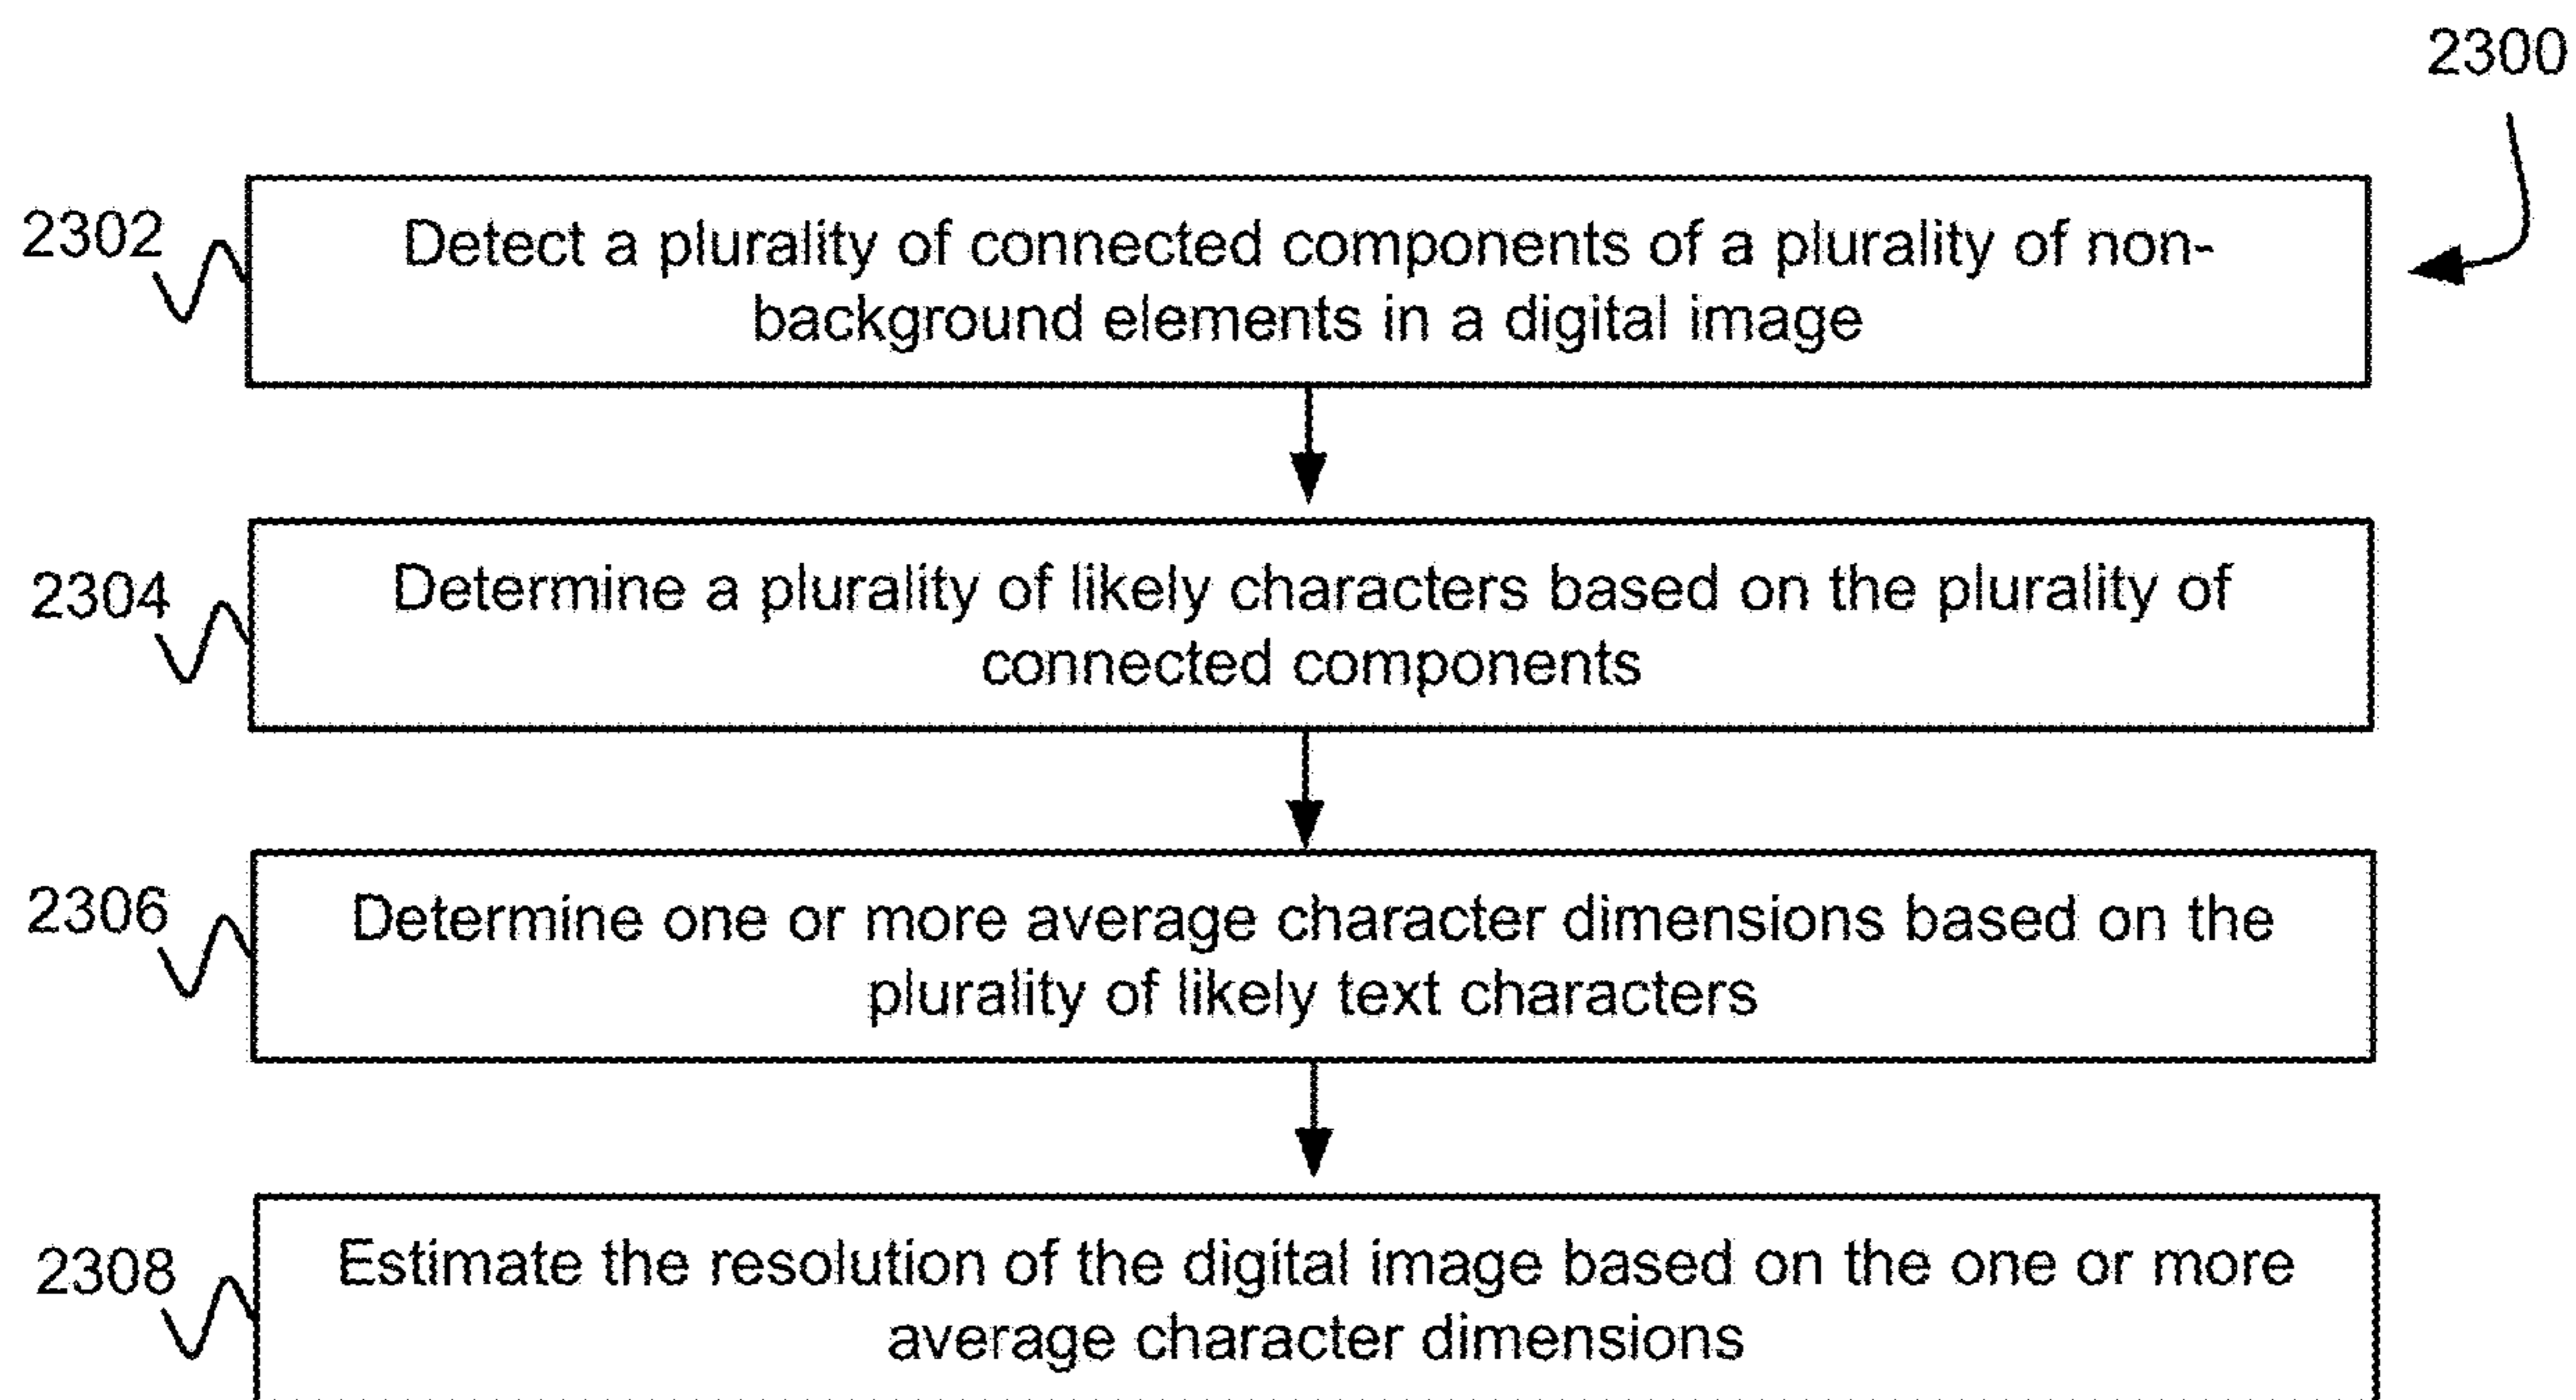 2300
2302
Detect a plurality of connected components of a plurality of non-
background elements in a digital image
2304
Determine a plurality of likely characters based on the plurality of
connected components
2306
Determine one or more average character dimensions based on the
plurality of likely text characters
2308
Estimate the resolution of the digital image based on the one or more
average character dimensions